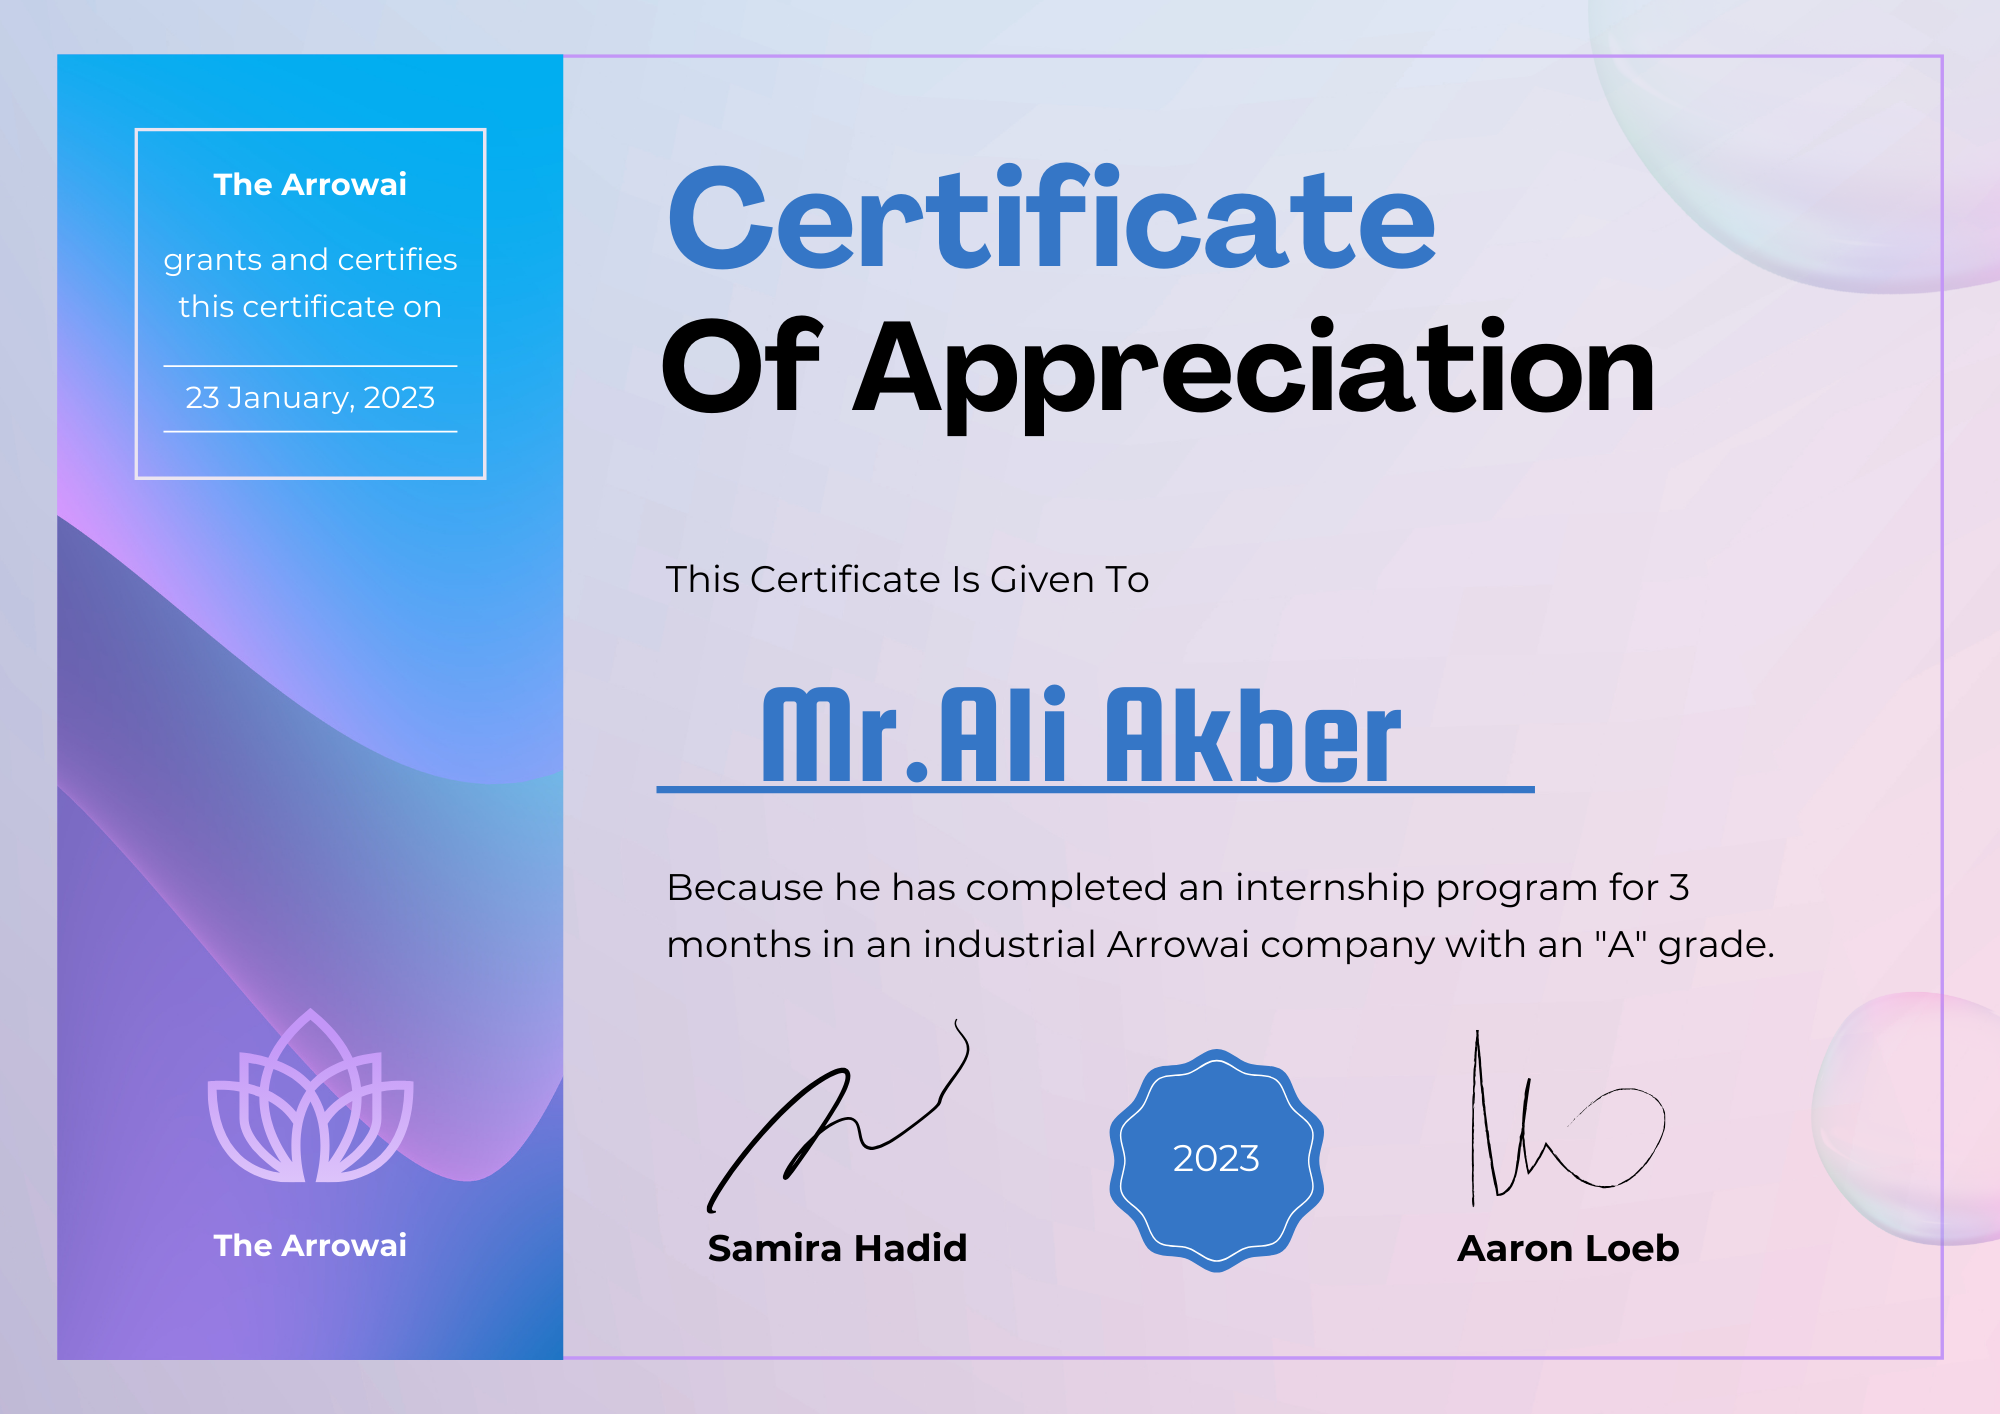 The Arrowai
grants and certifies
this certificate on
23 January, 2023
The Arrowai
Certificate
Of Appreciation
This Certificate Is Given To
Mr.Ali Akber
Because he has completed an internship program for 3
months in an industrial Arrowai company with an "A" grade.
Samira Hadid
2023
Aaron Loeb